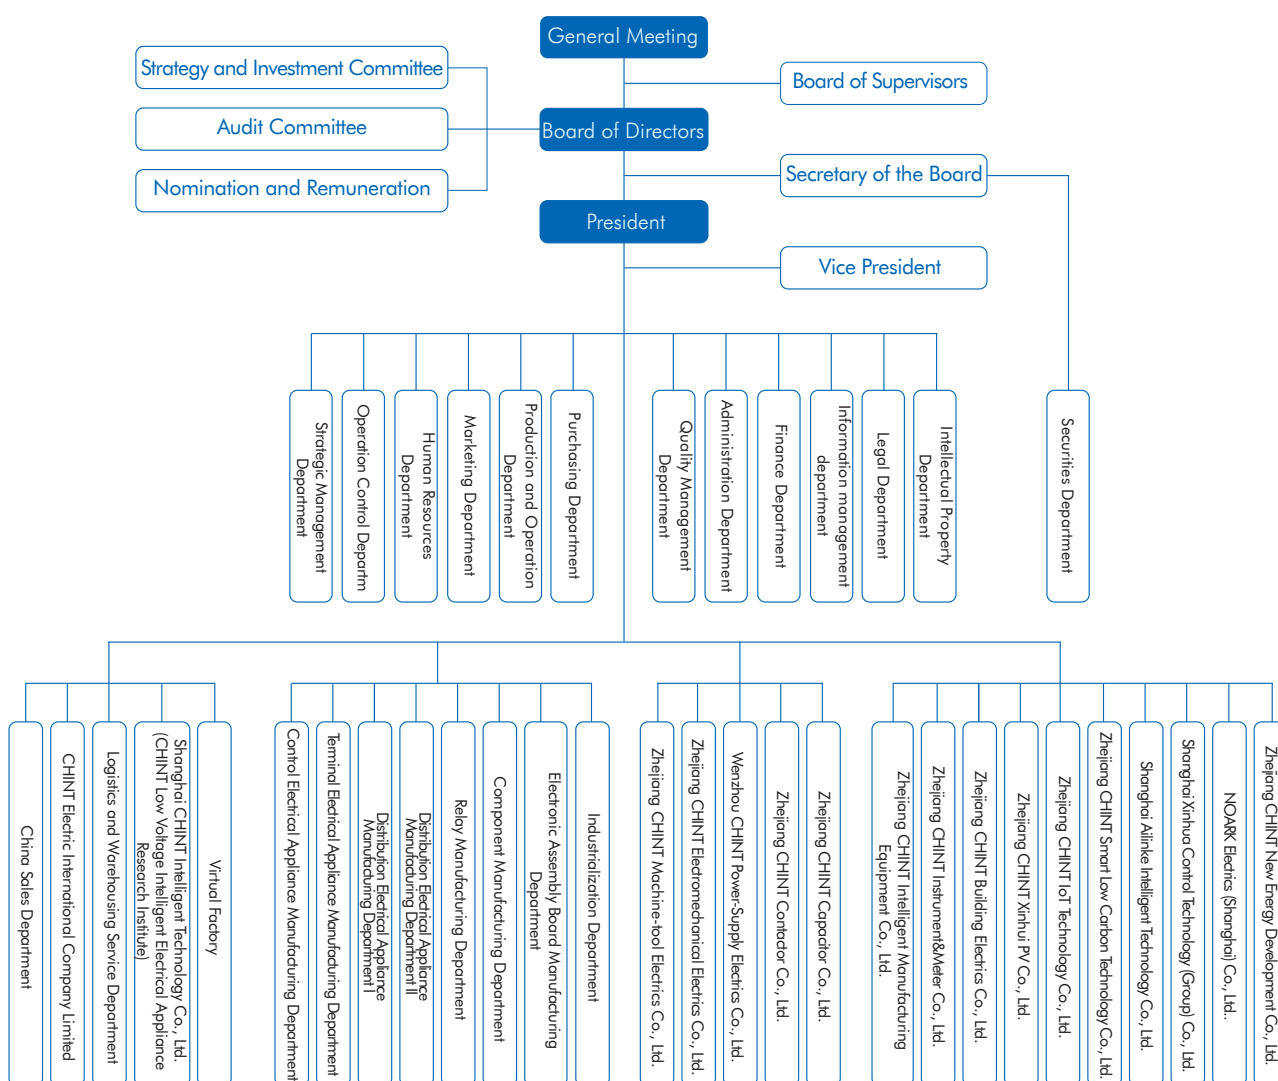 General Meeting
Strategy and Investment Committee
Board of Supervisors
Audit Committee
Board of Directors
Secretary of the Board
Nomination and Remuneration
President
Vice President
Strategic Management
Department
Operation Control Departm
Human Resources
Department
Marketing Department
Production and Operation
Department
Purchasing Department
Quality Management
Department
Administration Department
Finance Department
Information management
department
Legal Department
Intellectual Property
Department
Securities Department
China Sales Department
CHINT Electric International Company Limited
Logistics and Warehousing Service Department
Shanghai CHINT Intelligent Technology Co., Ltd.
(CHINT Low Voltage Intelligent Electrical Appliance
Research Institute)
Virtual Factory
Control Electrical Appliance Manufacturing Department
Termind Electrical Appliance Manufacturing Department
Distribution Electrical Appliance
Manufacturing Department I
Distribution Electrical Appliance
Manufacturing Department II
Relay Manufacturing Department
Component Manufacturing Department
Electronic Assembly Board Manufacturing
Department
Industrialization Department
Zhejiang CHINT Machine-tool Electrics Co., Ltd.
Zhejiang CHINT Electromechanical Electrics Co., Ltd.
Wenzhou CHINT Power-Supply Electrics Co., Ltd.
Zhejiang CHINT Contactor Co., Ltd.
Zhejiang CHINT Capacitor Co., Ltd.
Zhejiang CHINT Intelligent Manufacturing
Equipment Co., Ltd.
Zhejiang CHINT Instrument&Meter Co., Ltd.
Zhejiang CHINT Building Electrics Co., Ltd.
Zhejiang CHINT Xinhui PV Co., Ltd.
Zhejiang CHINT IoT Technology Co., Ltd.
Zhejiang CHINT Smart Low Carbon Technology Co., Ltd.
Shanghai Ailinke Intelligent Technology Co., Ltd.
Shanghai Xinhua Control Technology (Group) Co., Ltd.
NOARK Electrics (Shanghai) Co., Ltd..
Zhejiang CHINT New Energy Development Co., Ltd.